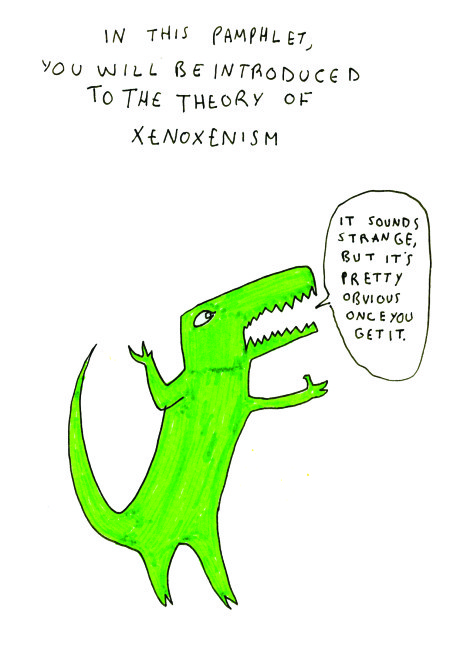 IN THIS PAMPHLET,
YOU WILL BE INTRODUCED
TO THE THEORY OF
XENOXENISM
IT SOUNDS
STRANGE,
BUT IT'S
PRETTY
OBVIOUS
ONCE YOU
GET IT.